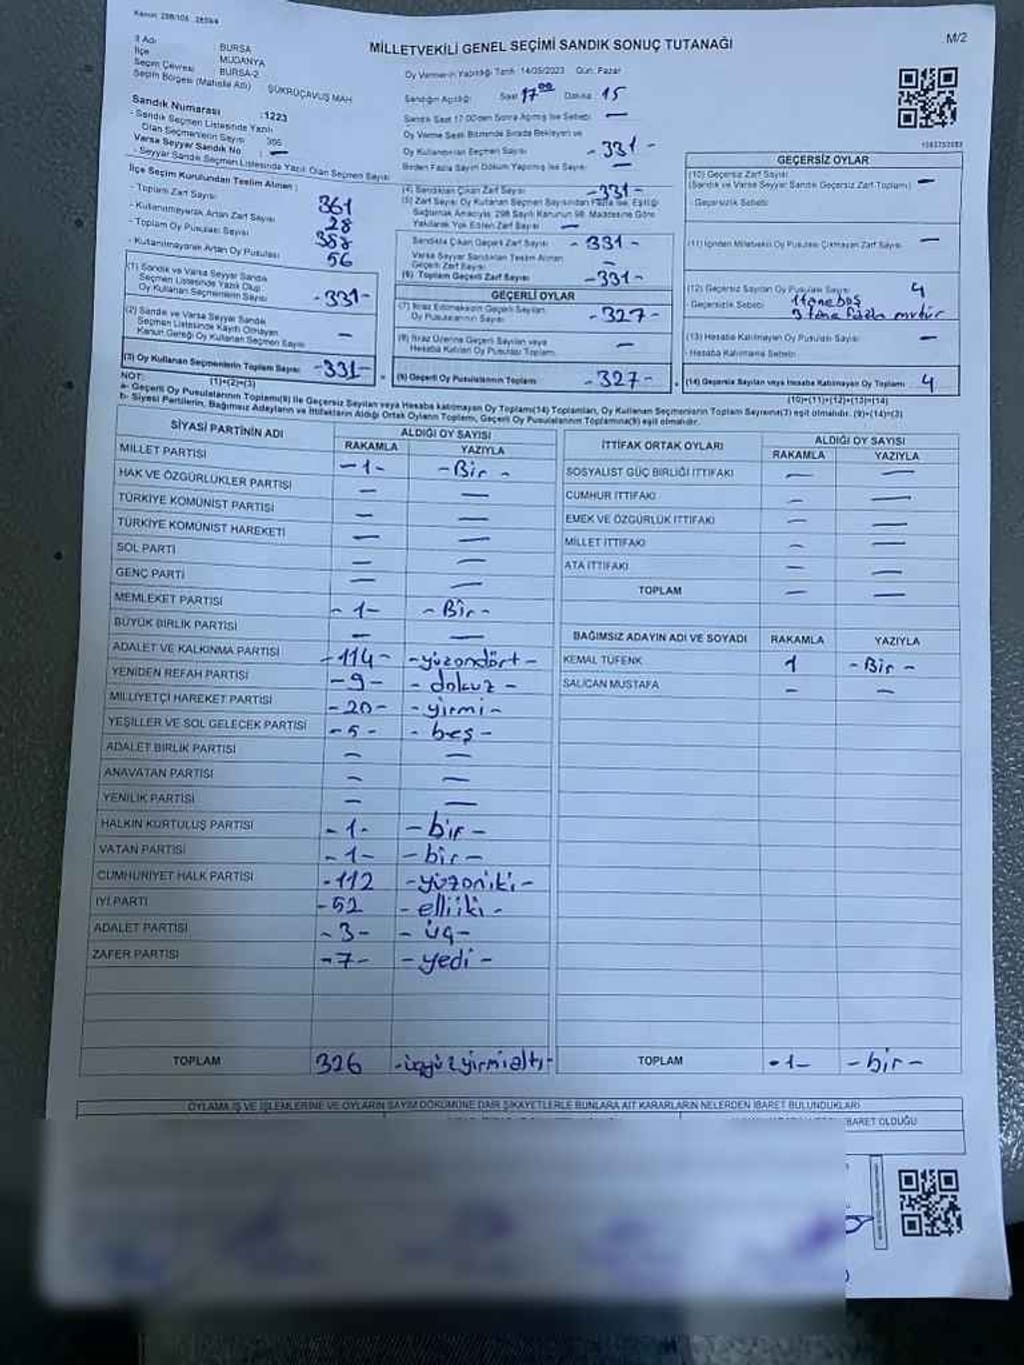 MİLLETVEKİLİ GENEL SEÇİMİ SANDIK SONUÇ TUTANAĞI
M/2
İl Adı : BURSA
İlçe : MUDANYA
Seçim Çevresi : BURSA-2
Seçim Bölgesi (Mahalle Adı) : ŞÜKRÜÇAVUŞ MAH
Sandık Numarası :1223
- Sandık Seçmen Listesinde Yazılı
Olan Seçmenlerin Sayısı
Varsa Seyyar Sandık No : —
- Seyyar Sandık Seçmen Listesinde Yazılı Olan Seçmen Sayısı
Oy Vermenin Yapıldığı Tarih :14/05/2023 Gün: Pazar
Sandığın Açıldığı Saat 17 00 Dakika 15
Sandık Saat 17:00'den Sonra Açılmış İse Sebebi —
Oy Verme Saati Bitiminde Sırada Bekleyen ve
Oy Kullandırılan Seçmen Sayısı - 331 -
Birden Fazla Sayım Döküm Yapılmış İse Sayısı —
İlçe Seçim Kurulundan Teslim Alınan :
- Toplam Zarf Sayısı 361
- Kullanılmayarak Artan Zarf Sayısı 28
- Toplam Oy Pusulası Sayısı
- Kullanılmayarak Artan Oy Pusulası 56
(1) Sandık ve Varsa Seyyar Sandık
Seçmen Listesinde Yazılı Olup
Oy Kullanan Seçmenlerin Sayısı -331-
(2) Sandık ve Varsa Seyyar Sandık
Seçmen Listesinde Kayıtlı Olmayan
Kanun Gereği Oy Kullanan Seçmen Sayısı —
(3) Oy Kullanan Seçmenlerin Toplam Sayısı -331-
(1)+(2)=(3)
(4) Sandıktan Çıkan Zarf Sayısı -331-
(5) Zarf Sayısı Oy Kullanan Seçmen Sayısından Fazla ise, Eşitliği
Sağlamak Amacıyla, 298 Sayılı Kanunun 98. Maddesine Göre
Yakılarak Yok Edilen Zarf Sayısı —
Sandıkta Çıkan Geçerli Zarf Sayısı - 331 -
Varsa Seyyar Sandıktan Teslim Alınan
Geçerli Zarf Sayısı —
(6) Toplam Geçerli Zarf Sayısı -331-
GEÇERLİ OYLAR
(7) İtiraz Edilmeksizin Geçerli Sayılan
Oy Pusulalarının Sayısı -327-
(8) İtiraz Üzerine Geçerli Sayılan veya
Hesaba Katılan Oy Pusulası Toplamı —
(9) Geçerli Oy Pusulalarının Toplamı -327-
GEÇERSİZ OYLAR
(10) Geçersiz Zarf Sayısı
(Sandık ve Varsa Seyyar Sandık Geçersiz Zarf Toplamı) —
- Geçersizlik Sebebi:
(11) İçinden Milletvekili Oy Pusulası Çıkmayan Zarf Sayısı —
(12) Geçersiz Sayılan Oy Pusula Sayısı 4
- Geçersizlik Sebebi: 1 tane boş
3 tane fazla mühür
(13) Hesaba Katılmayan Oy Pusulası Sayısı —
- Hesaba Katılmama Sebebi:
(14) Geçersiz Sayılan veya Hesaba Katılmayan Oy Toplamı 4
(10)+(11)+(12)+(13)=(14)
NOT:
a- Geçerli Oy Pusulalarının Toplamı(9) ile Geçersiz Sayılan veya Hesaba katılmayan Oy Toplamı(14) Toplamları, Oy Kullanan Seçmenlerin Toplam Sayısına(3) eşit olmalıdır. (9)+(14)=(3)
b- Siyasi Partilerin, Bağımsız Adayların ve İttifakların Aldığı Ortak Oyların Toplamı, Geçerli Oy Pusulalarının Toplamına(9) eşit olmalıdır.
SİYASİ PARTİNİN ADI ALDIĞI OY SAYISI
RAKAMLA YAZIYLA
MİLLET PARTİSİ -1- -Bir-
HAK VE ÖZGÜRLÜKLER PARTİSİ — —
TÜRKİYE KOMÜNİST PARTİSİ — —
TÜRKİYE KOMÜNİST HAREKETİ — —
SOL PARTİ — —
GENÇ PARTİ — —
MEMLEKET PARTİSİ -1- -Bir-
BÜYÜK BİRLİK PARTİSİ — —
ADALET VE KALKINMA PARTİSİ -114- -yüzondört-
YENİDEN REFAH PARTİSİ -9- -dokuz-
MİLLİYETÇİ HAREKET PARTİSİ -20- -yirmi-
YEŞİLLER VE SOL GELECEK PARTİSİ -5- -beş-
ADALET BİRLİK PARTİSİ — —
ANAVATAN PARTİSİ — —
YENİLİK PARTİSİ — —
HALKIN KURTULUŞ PARTİSİ -1- -bir-
VATAN PARTİSİ -1- -bir-
CUMHURİYET HALK PARTİSİ -112 -yüzoniki-
İYİ PARTİ -52 -elliiki-
ADALET PARTİSİ -3- -üç-
ZAFER PARTİSİ -7- -yedi-
TOPLAM 326 -üçyüzyirmialtı-
İTTİFAK ORTAK OYLARI ALDIĞI OY SAYISI
RAKAMLA YAZIYLA
SOSYALİST GÜÇ BİRLİĞİ İTTİFAKI — —
CUMHUR İTTİFAKI — —
EMEK VE ÖZGÜRLÜK İTTİFAKI — —
MİLLET İTTİFAKI — —
ATA İTTİFAKI — —
TOPLAM — —
BAĞIMSIZ ADAYIN ADI VE SOYADI RAKAMLA YAZIYLA
KEMAL TÜFENK 1 -Bir-
SALİCAN MUSTAFA — —
TOPLAM -1- -bir-
OYLAMA İŞ VE İŞLEMLERİNE VE OYLARIN SAYIM DÖKÜMÜNE DAİR ŞİKAYETLERLE BUNLARA AİT KARARLARIN NELERDEN İBARET BULUNDUKLARI
BARET OLDUĞU